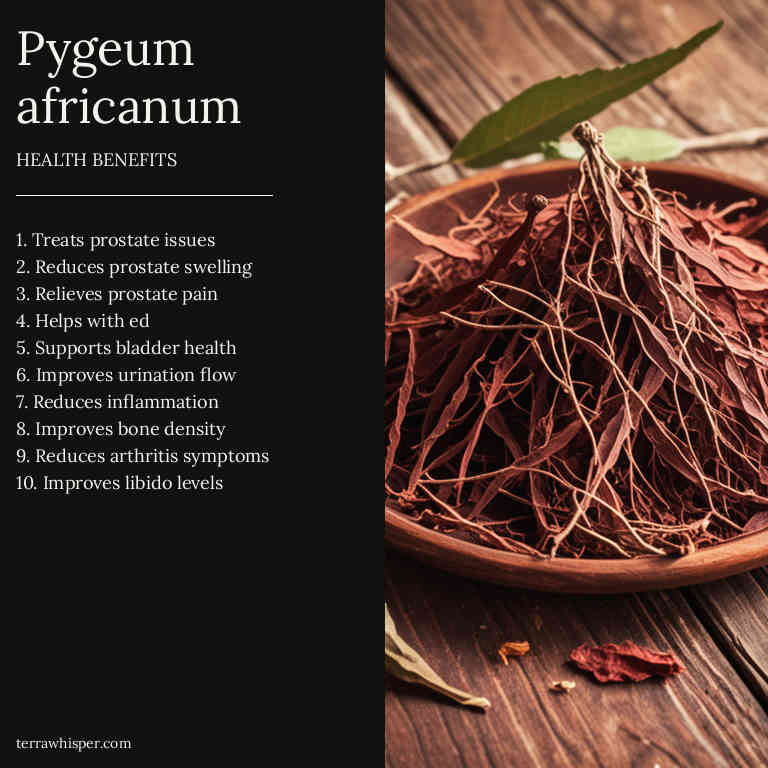 Pygeum
africanum
HEALTH BENEFITS
1. Treats prostate issues
2. Reduces prostate swelling
3. Relieves prostate pain
4. Helps with ed
5. Supports bladder health
6. Improves urination flow
7. Reduces inflammation
8. Improves bone density
9. Reduces arthritis symptoms
10. Improves libido levels
terrawhisper.com